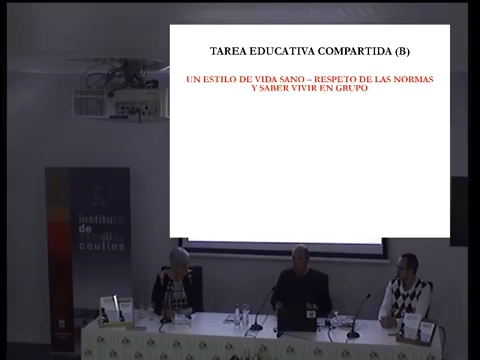 TAREA EDUCATIVA COMPARTIDA (B)
UN ESTILO DE VIDA SANO – RESPETO DE LAS NORMAS
Y SABER VIVIR EN GRUPO
instituto
de
estudios
ceutíes